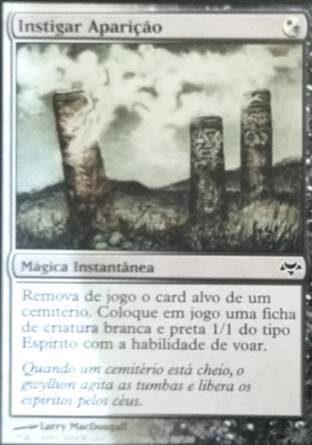 Instigar Aparição
Mágica Instantânea
Remova de jogo o card alvo de um
cemitério. Coloque em jogo uma ficha
de criatura branca e preta 1/1 do tipo
Espírito com a habilidade de voar.
Quando um cemitério está cheio, o
gwyllion agita as tumbas e libera os
espíritos pelos céus.
Larry MacDougall